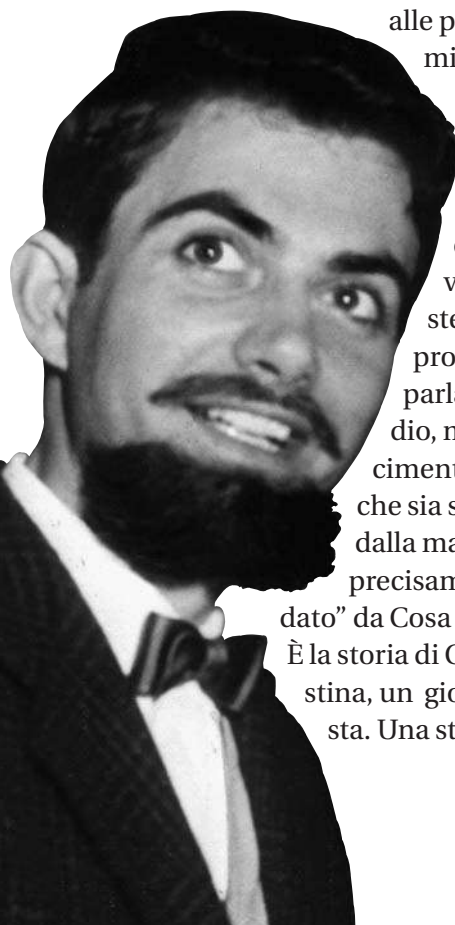 alle p
mi
v
ste
pro
parla
dio,
ciment
che sia s
dalla ma
precisam
dato” da Cosa
È la storia di
stina, un gio
sta. Una st